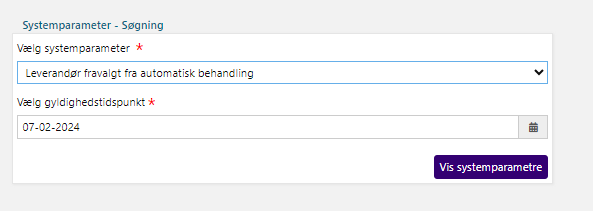 Systemparameter - Søgning
Vælg systemparameter *
Leverandør fravalgt fra automatisk behandling
Vælg gyldighedstidspunkt *
07-02-2024
Vis systemparametre